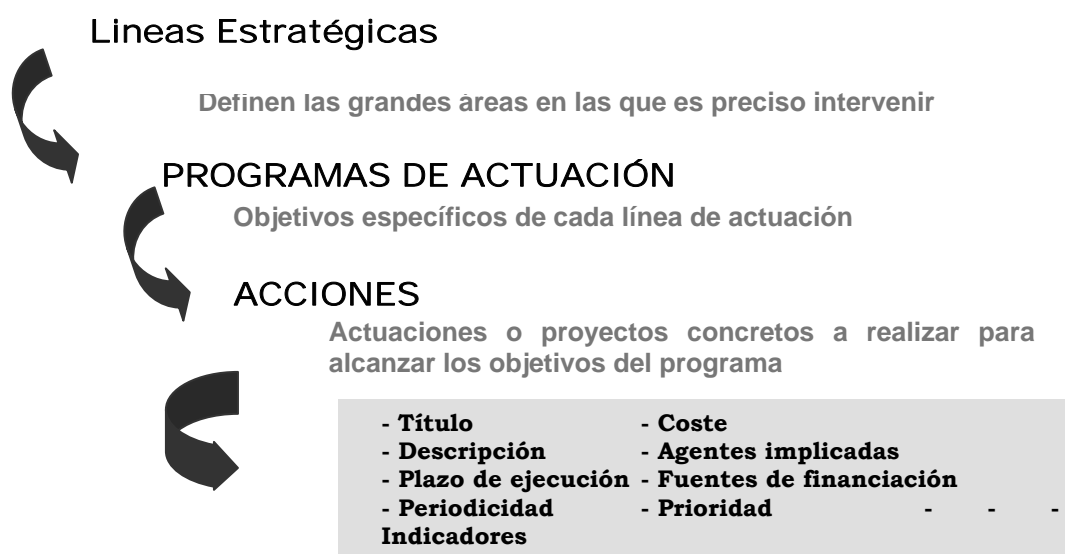 Lineas Estratégicas
Definen las grandes áreas en las que es preciso intervenir
PROGRAMAS DE ACTUACIÓN
Objetivos específicos de cada línea de actuación
ACCIONES
Actuaciones o proyectos concretos a realizar para
alcanzar los objetivos del programa
- Título - Coste
- Descripción - Agentes implicadas
- Plazo de ejecución - Fuentes de financiación
- Periodicidad - Prioridad - - -
Indicadores